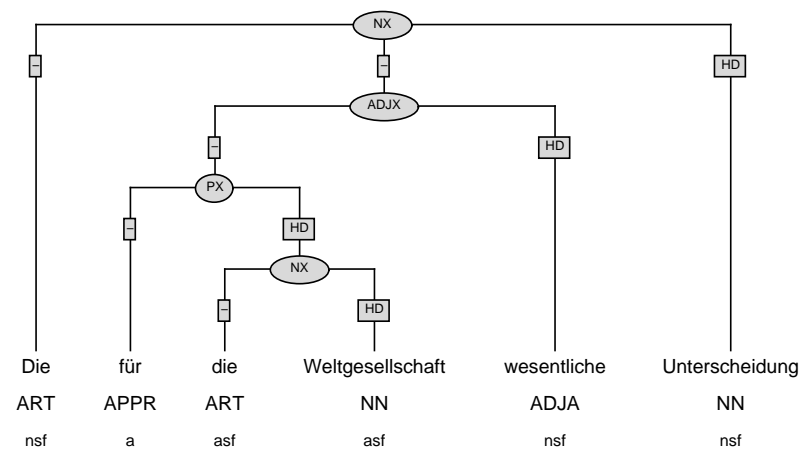 NX
– – HD
ADJX
– HD
PX
– HD
NX
– HD
Die für die Weltgesellschaft wesentliche Unterscheidung
ART APPR ART NN ADJA NN
nsf a asf asf nsf nsf